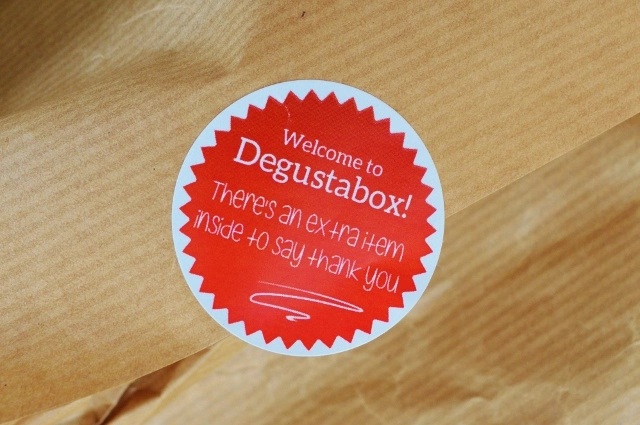 Welcome to
Degustabox!
There's an extra item
inside to say thank you